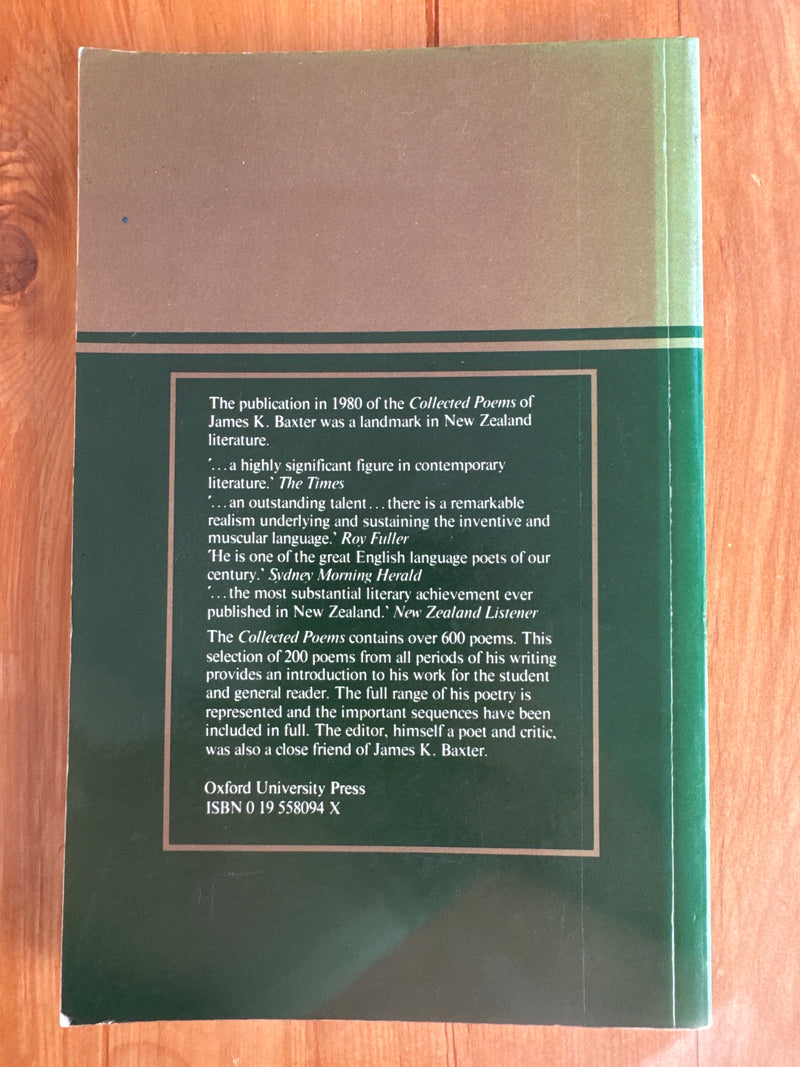 The publication in 1980 of the Collected Poems of
James K. Baxter was a landmark in New Zealand
literature.
'...a highly significant figure in contemporary
literature.' The Times
'...an outstanding talent...there is a remarkable
realism underlying and sustaining the inventive and
muscular language.' Roy Fuller
'He is one of the great English language poets of our
century.' Sydney Morning Herald
'...the most substantial literary achievement ever
published in New Zealand.' New Zealand Listener
The Collected Poems contains over 600 poems. This
selection of 200 poems from all periods of his writing
provides an introduction to his work for the student
and general reader. The full range of his poetry is
represented and the important sequences have been
included in full. The editor, himself a poet and critic,
was also a close friend of James K. Baxter.
Oxford University Press
ISBN 0 19 558094 X